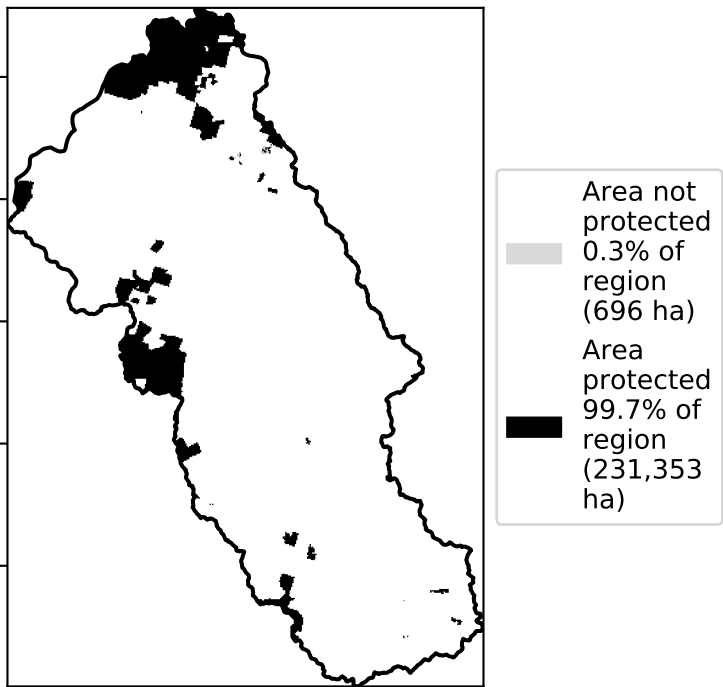 Area not
protected
0.3% of
region
(696 ha)
Area
protected
99.7% of
region
(231,353
ha)